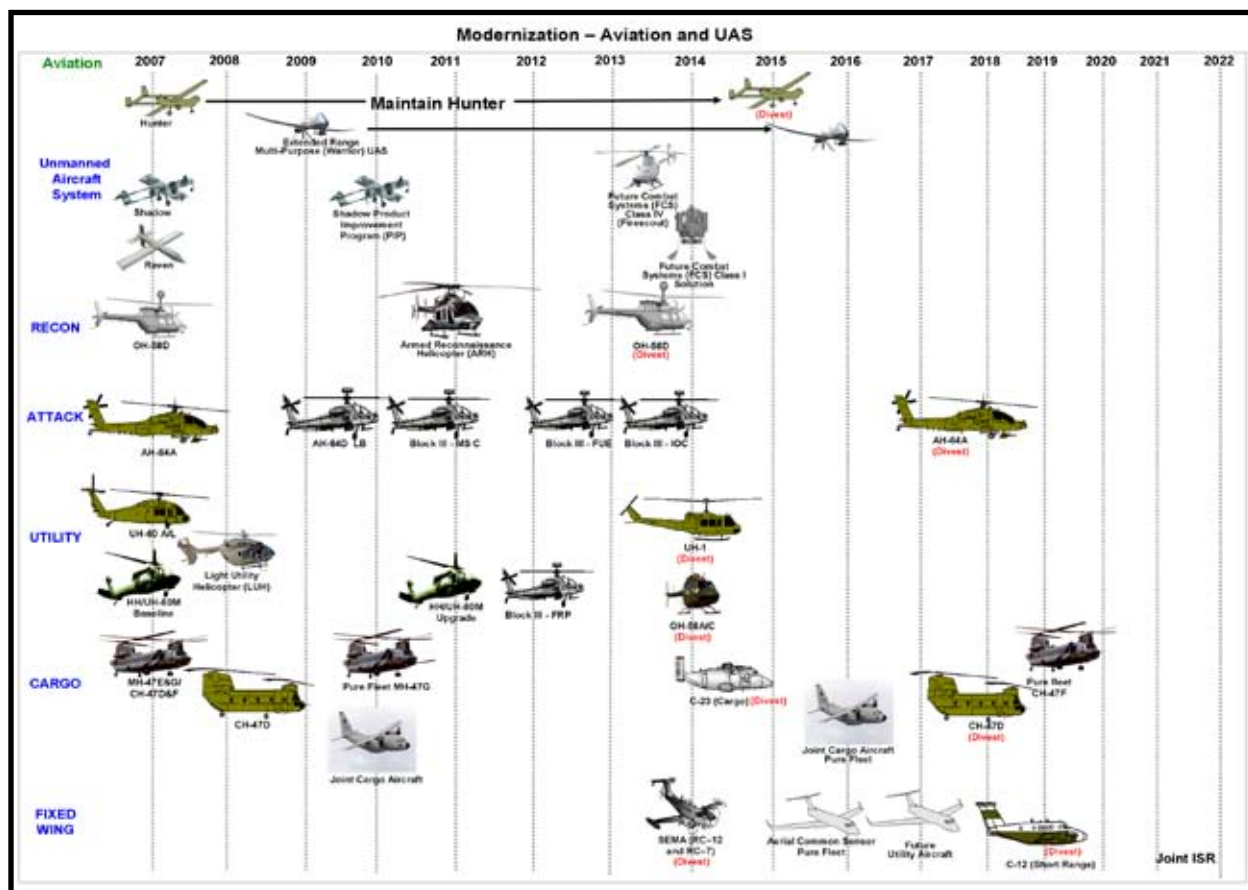 Modernization – Aviation and UAS
Aviation
2007 2008 2009 2010 2011 2012 2013 2014 2015 2016 2017 2018 2019 2020 2021 2022
Maintain Hunter
Hunter
(Divest)
Extended Range
Multi-Purpose (Warrior) UAS
Unmanned
Aircraft
System
Shadow
Shadow Product
Improvement
Program (PIP)
Future Combat
Systems (FCS)
Class IV
(Firescout)
Raven
Future Combat
Systems (FCS) Class I
Solution
RECON
OH-58D
Armed Reconnaissance
Helicopter (ARH)
OH-58D
(Divest)
ATTACK
AH-64A
AH-64D LB
Block III - MS C
Block III - FUE
Block III - IOC
AH-64A
(Divest)
UTILITY
UH-60 A/L
Light Utility
Helicopter (LUH)
UH-1
(Divest)
HH/UH-60M
Baseline
HH/UH-60M
Upgrade
Block III - FRP
OH-58A/C
(Divest)
CARGO
MH-47E&G/
CH-47D&F
CH-47D
Pure Fleet MH-47G
Joint Cargo Aircraft
C-23 (Cargo) (Divest)
Joint Cargo Aircraft
Pure Fleet
CH-47D
(Divest)
Pure fleet
CH-47F
FIXED
WING
SEMA (RC–12
and RC–7)
(Divest)
Aerial Common Sensor
Pure Fleet
Future
Utility Aircraft
(Divest)
C-12 (Short Range)
Joint ISR